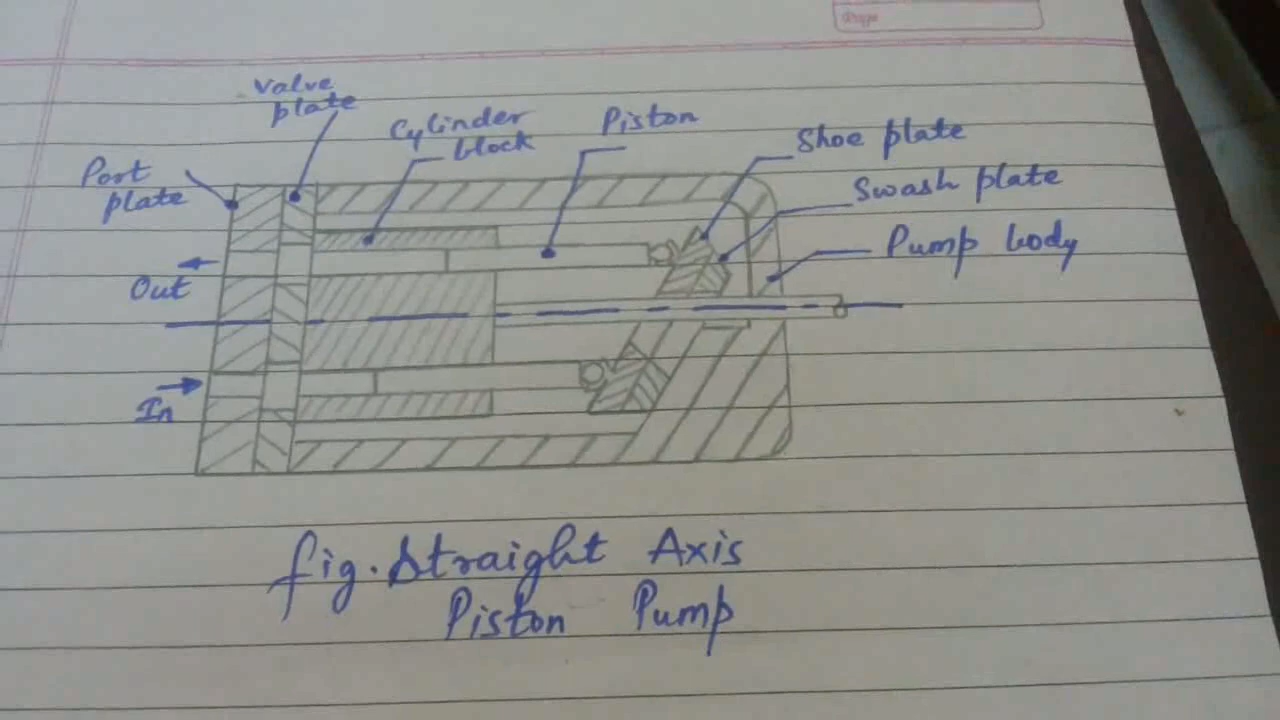 Valve
plate
Cylinder
block
Piston
Shoe plate
Swash plate
Port
plate
Pump body
Out
In
fig. Straight Axis
Piston Pump